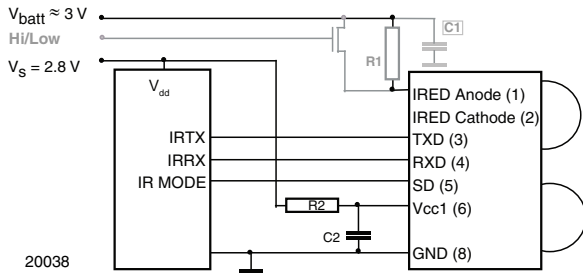 Vbatt ≈ 3 V
Hi/Low
Vs = 2.8 V
R1
C1
Vdd
IRTX
IRRX
IR MODE
IRED Anode (1)
IRED Cathode (2)
TXD (3)
RXD (4)
SD (5)
Vcc1 (6)
GND (8)
R2
C2
20038